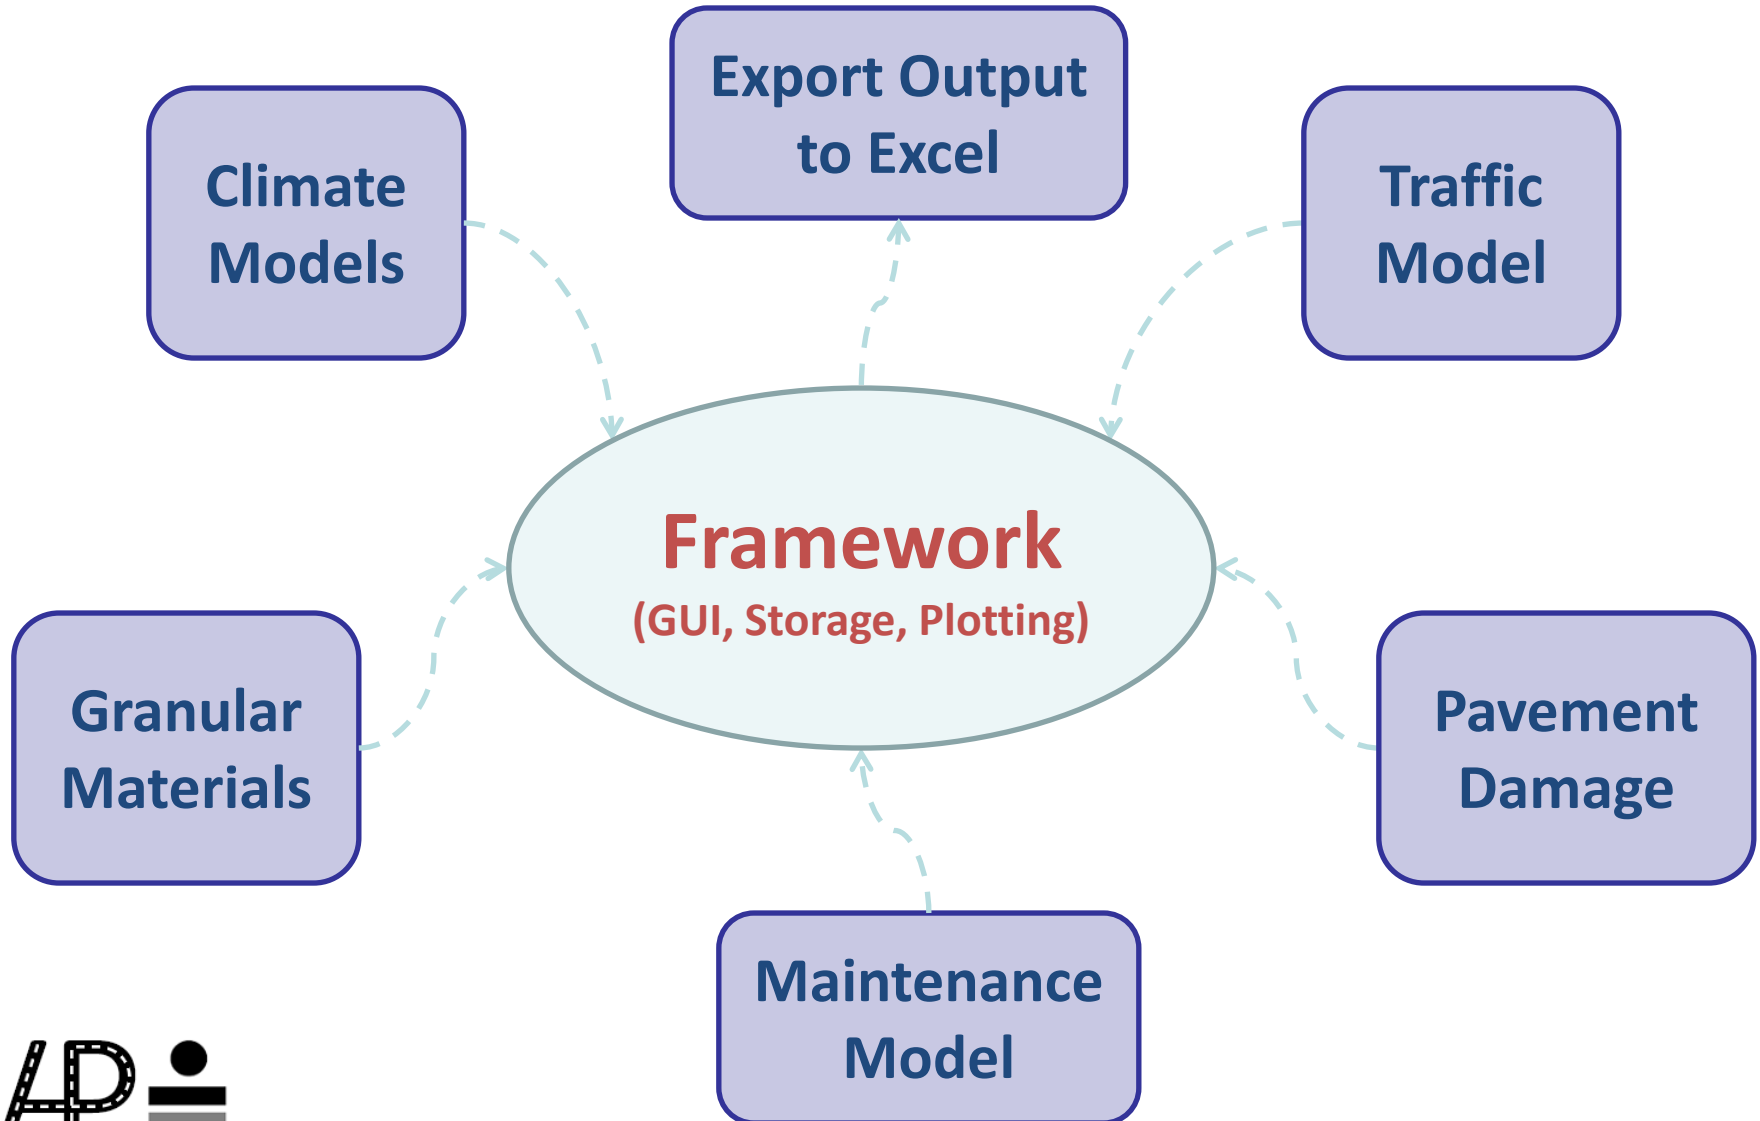 Export Output
to Excel
Climate
Models
Traffic
Model
Framework
(GUI, Storage, Plotting)
Granular
Materials
Pavement
Damage
Maintenance
Model